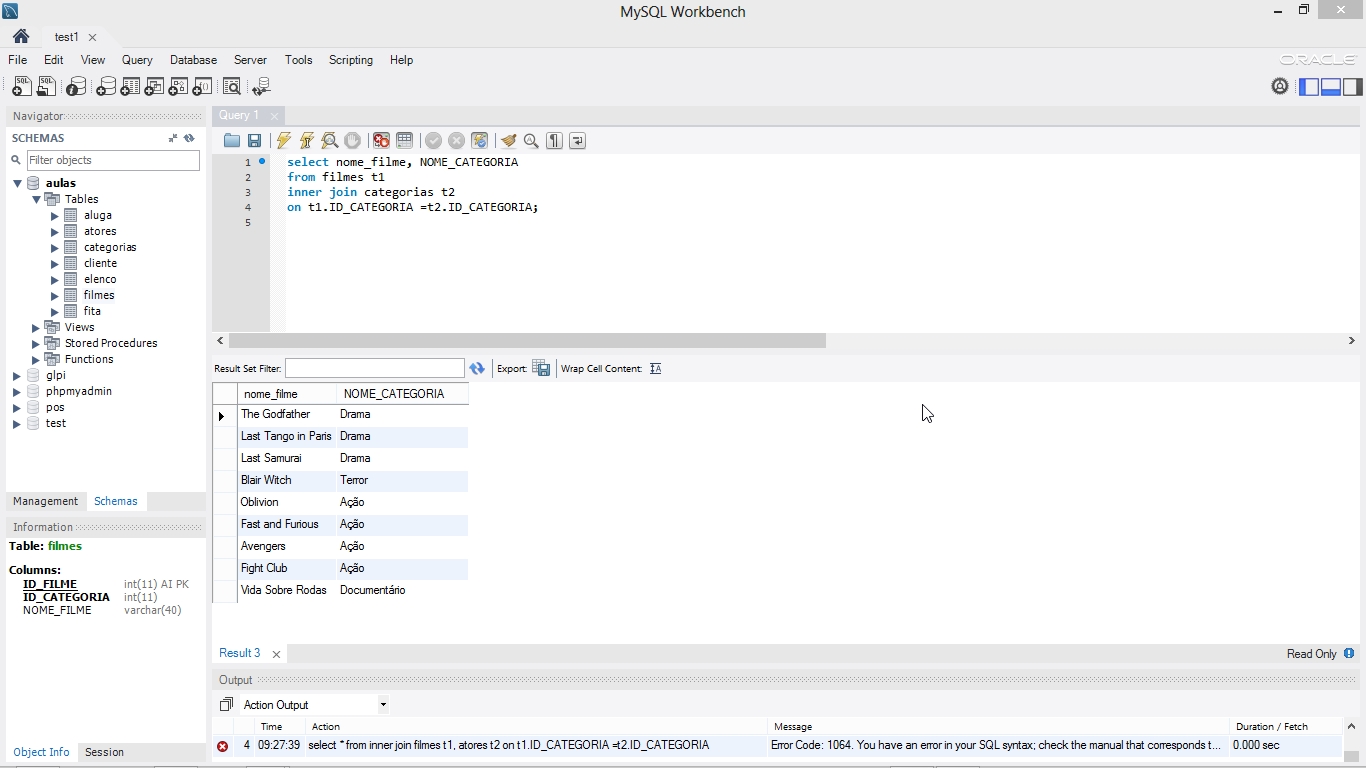 MySQL Workbench
test1
File Edit View Query Database Server Tools Scripting Help
ORACLE
Navigator
SCHEMAS
Filter objects
aulas
Tables
aluga
atores
categorias
cliente
elenco
filmes
fita
Views
Stored Procedures
Functions
glpi
phpmyadmin
pos
test
Management Schemas
Information
Table: filmes
Columns:
ID_FILME int(11) AI PK
ID_CATEGORIA int(11)
NOME_FILME varchar(40)
Object Info Session
Query 1
1 select nome_filme, NOME_CATEGORIA
2 from filmes t1
3 inner join categorias t2
4 on t1.ID_CATEGORIA =t2.ID_CATEGORIA;
5
Result Set Filter: Export: Wrap Cell Content:
nome_filme NOME_CATEGORIA
The Godfather Drama
Last Tango in Paris Drama
Last Samurai Drama
Blair Witch Terror
Oblivion Ação
Fast and Furious Ação
Avengers Ação
Fight Club Ação
Vida Sobre Rodas Documentário
Result 3 Read Only
Output
Action Output
Time Action Message Duration / Fetch
4 09:27:39 select * from inner join filmes t1, atores t2 on t1.ID_CATEGORIA =t2.ID_CATEGORIA Error Code: 1064. You have an error in your SQL syntax; check the manual that corresponds t... 0.000 sec